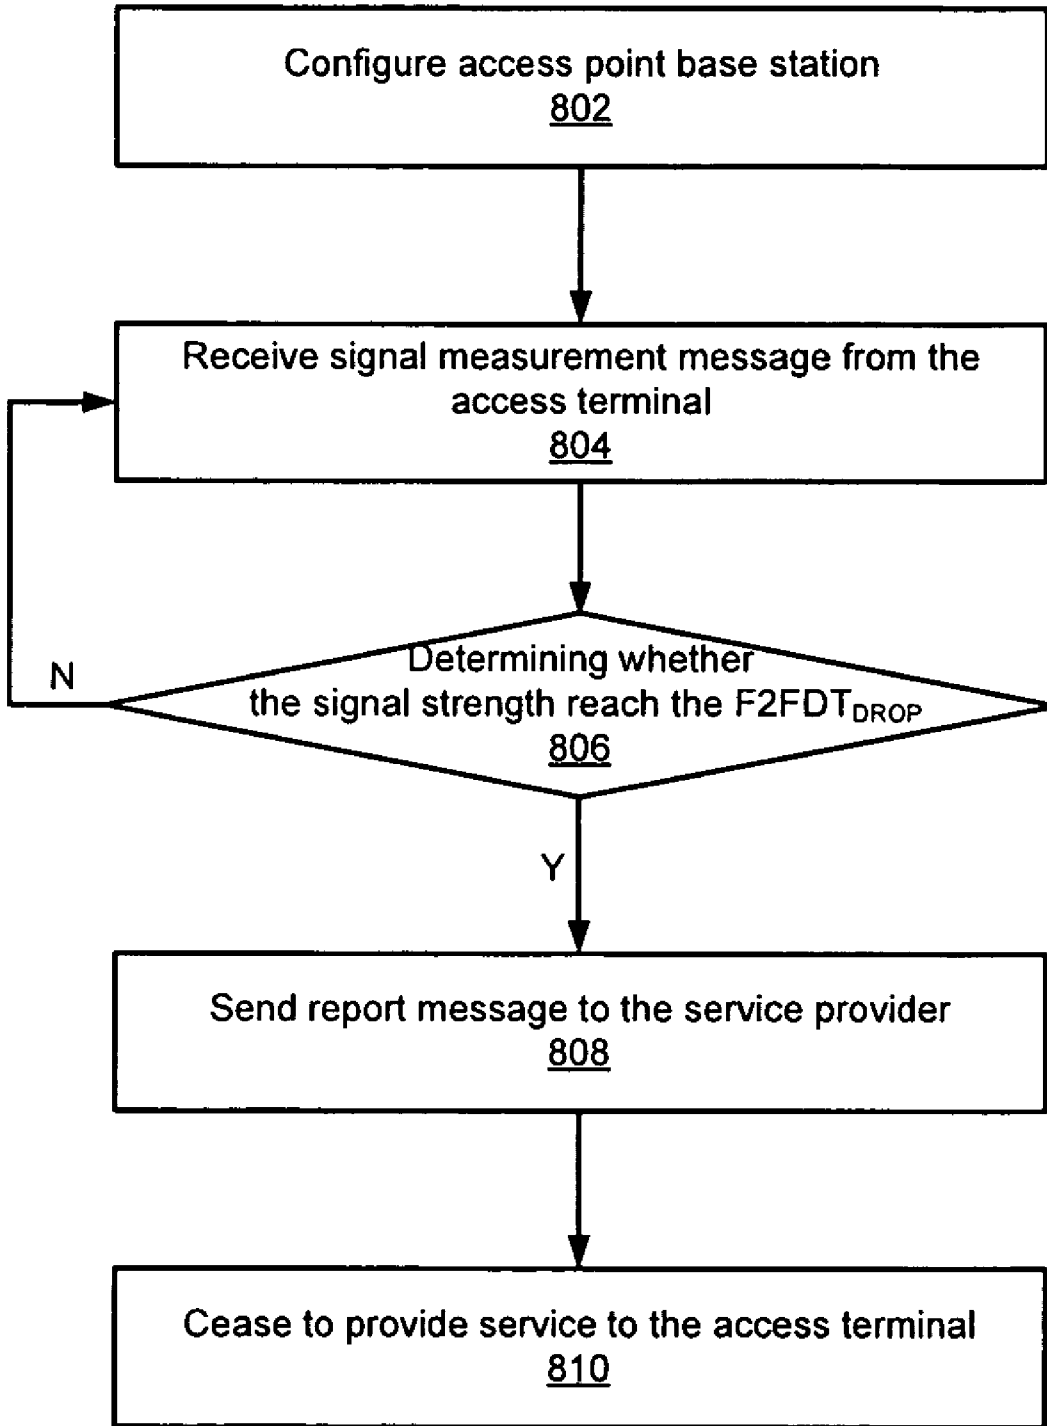 Configure access point base station
802
Receive signal measurement message from the
access terminal
804
Determining whether
N
the signal strength reach the F2FDTDROP
806
Y
Send report message to the service provider
808
Cease to provide service to the access terminal
810